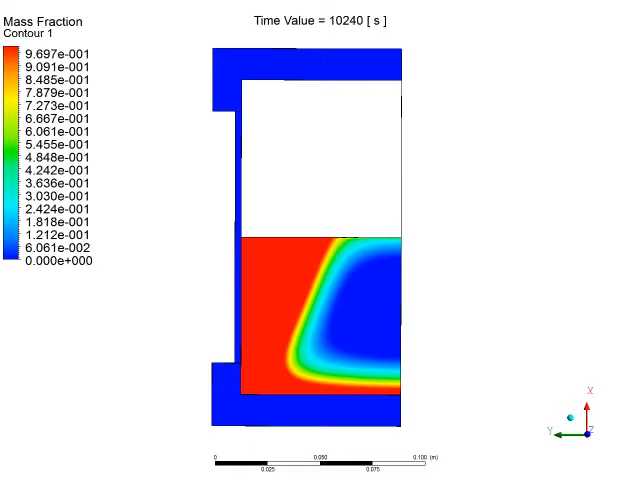 Mass Fraction
Contour 1
Time Value = 10240 [ s ]
9.697e-001
9.091e-001
8.485e-001
7.879e-001
7.273e-001
6.667e-001
6.061e-001
5.455e-001
4.848e-001
4.242e-001
3.636e-001
3.030e-001
2.424e-001
1.818e-001
1.212e-001
6.061e-002
0.000e+000
X
Y
Z
0 0.050 0.100 (m)
0.025 0.075